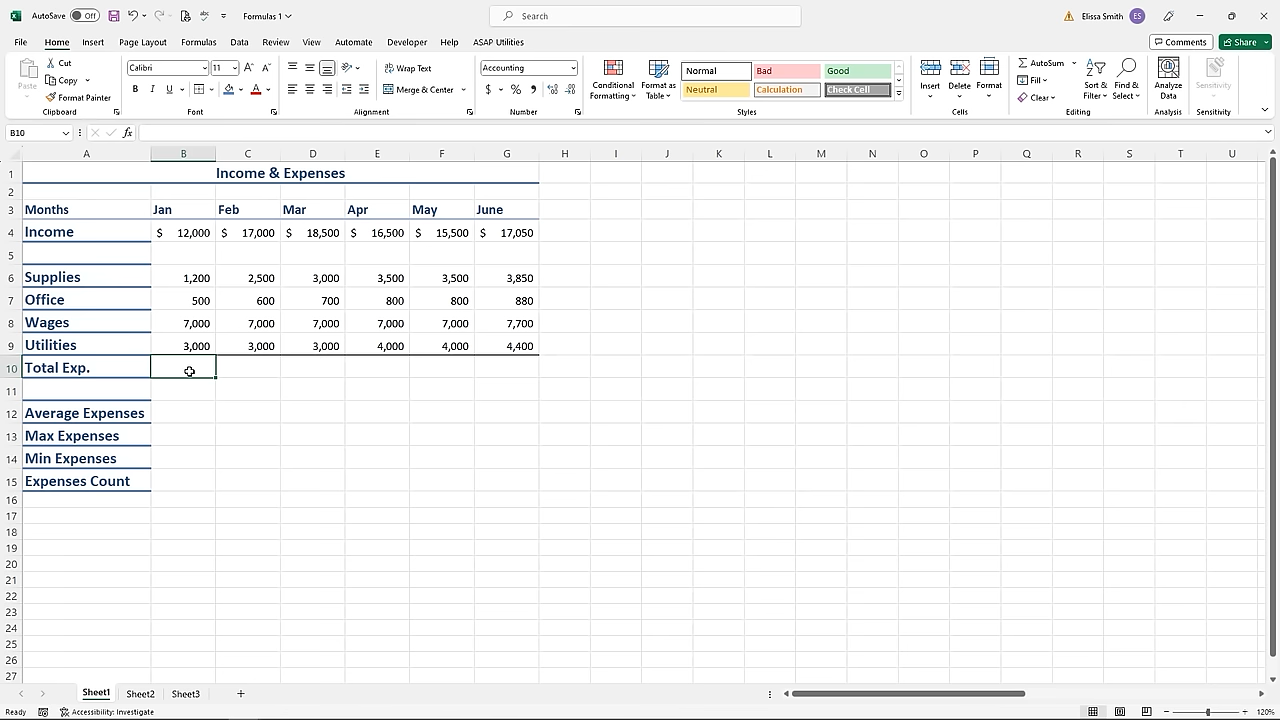 AutoSave Off Formulas 1 Search Elissa Smith ES
File Home Insert Page Layout Formulas Data Review View Automate Developer Help ASAP Utilities Comments Share
Paste Cut Copy Format Painter Clipboard
Calibri 11 B I U Font
Wrap Text Merge & Center Alignment
Accounting $ % Number
Conditional Formatting Format as Table Normal Bad Good Neutral Calculation Check Cell Styles
Insert Delete Format Cells
AutoSum Fill Clear Sort & Filter Find & Select Editing
Analyze Data Analysis
Sensitivity Sensitivity
B10 fx
A B C D E F G H I J K L M N O P Q R S T U
1 Income & Expenses
2
3 Months Jan Feb Mar Apr May June
4 Income $ 12,000 $ 17,000 $ 18,500 $ 16,500 $ 15,500 $ 17,050
5
6 Supplies 1,200 2,500 3,000 3,500 3,500 3,850
7 Office 500 600 700 800 800 880
8 Wages 7,000 7,000 7,000 7,000 7,000 7,700
9 Utilities 3,000 3,000 3,000 4,000 4,000 4,400
10 Total Exp.
11
12 Average Expenses
13 Max Expenses
14 Min Expenses
15 Expenses Count
16
17
18
19
20
21
22
23
24
25
26
27
Sheet1 Sheet2 Sheet3
Ready Accessibility: Investigate 120%